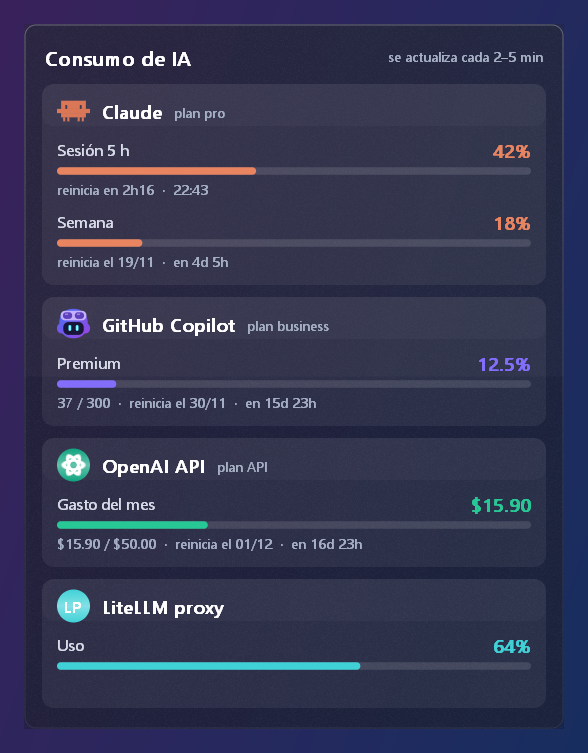 Consumo de IA
se actualiza cada 2–5 min
Claude plan pro
Sesión 5 h 42%
reinicia en 2h16 · 22:43
Semana 18%
reinicia el 19/11 · en 4d 5h
GitHub Copilot plan business
Premium 12.5%
37 / 300 · reinicia el 30/11 · en 15d 23h
OpenAI API plan API
Gasto del mes $15.90
$15.90 / $50.00 · reinicia el 01/12 · en 16d 23h
LP LiteLLM proxy
Uso 64%